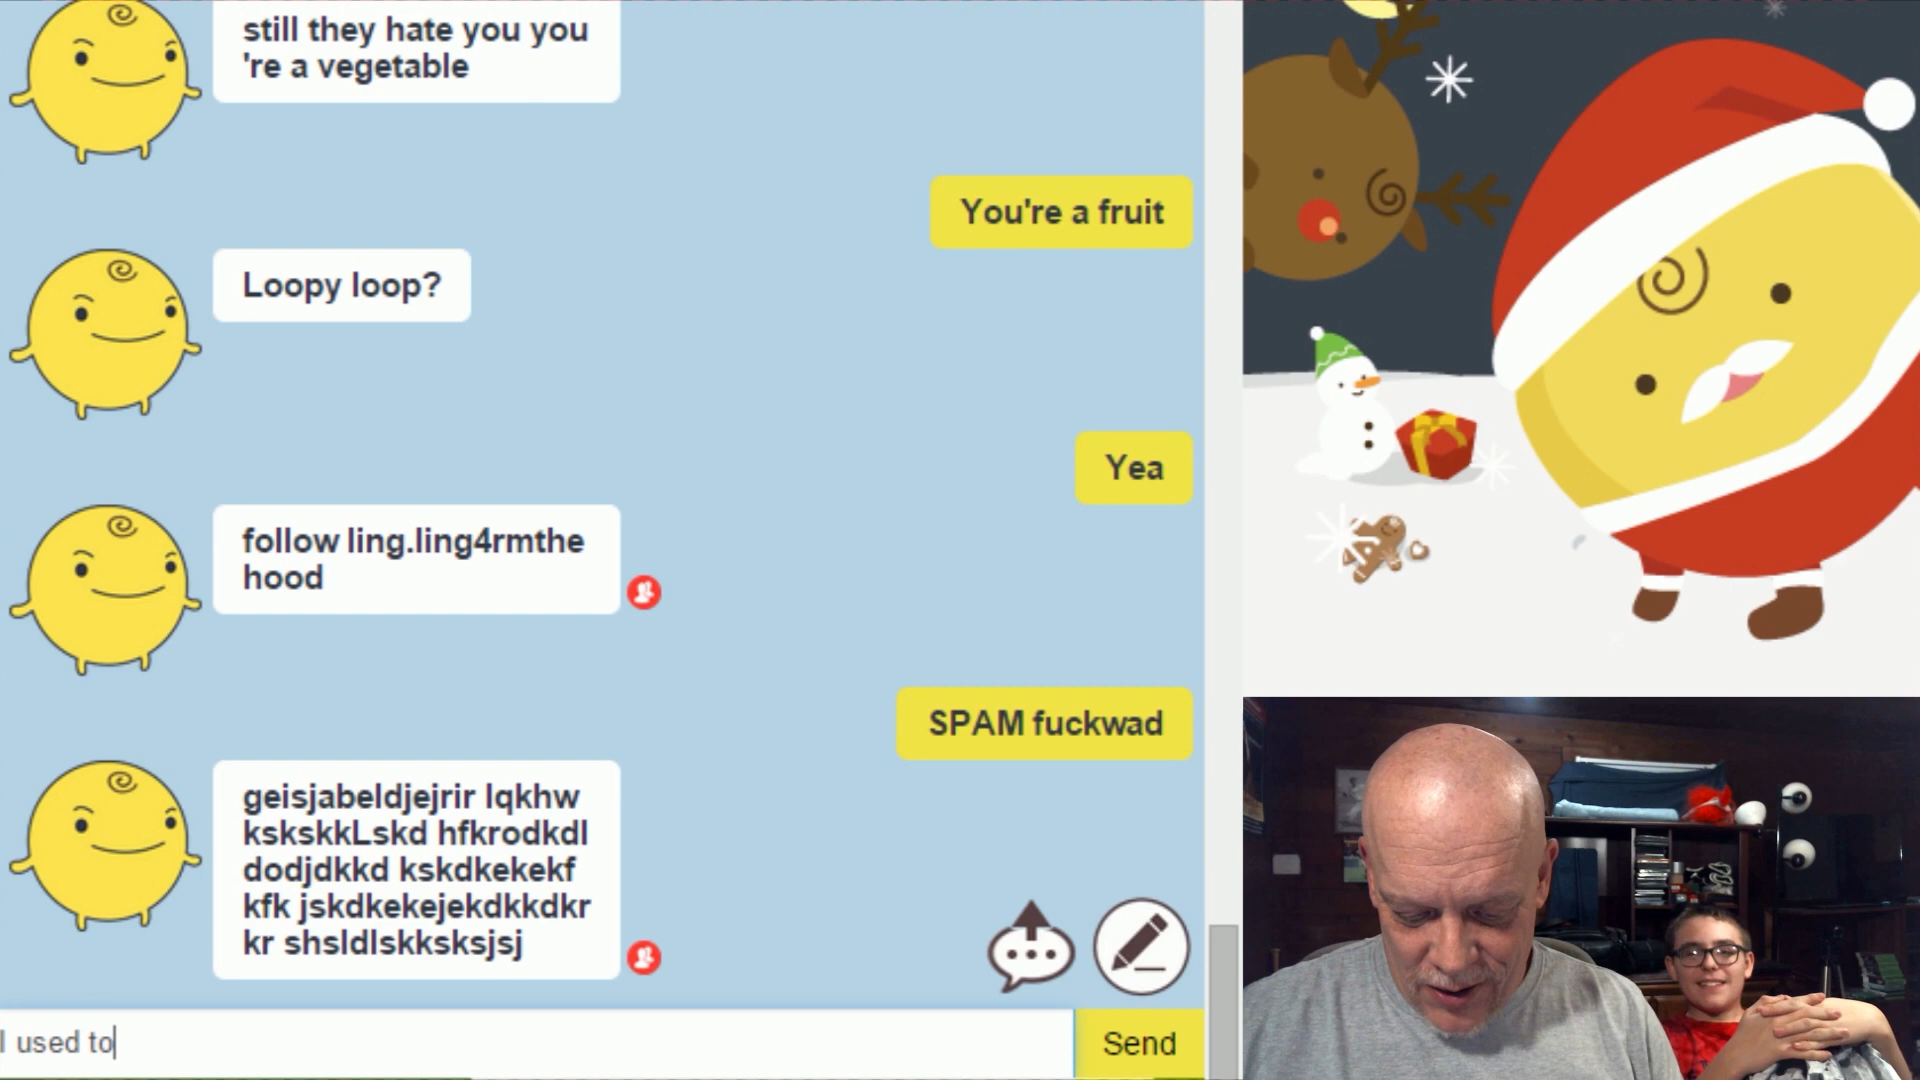 still they hate you you
're a vegetable
You're a fruit
Loopy loop?
Yea
follow ling.ling4rmthe
hood
SPAM fuckwad
geisjabeldjejrir lqkhw
kskskkLskd hfkrodkdl
dodjdkkd kskdkekekf
kfk jskdkekejekdkkdkr
kr shsldlskksksjsj
I used to
Send